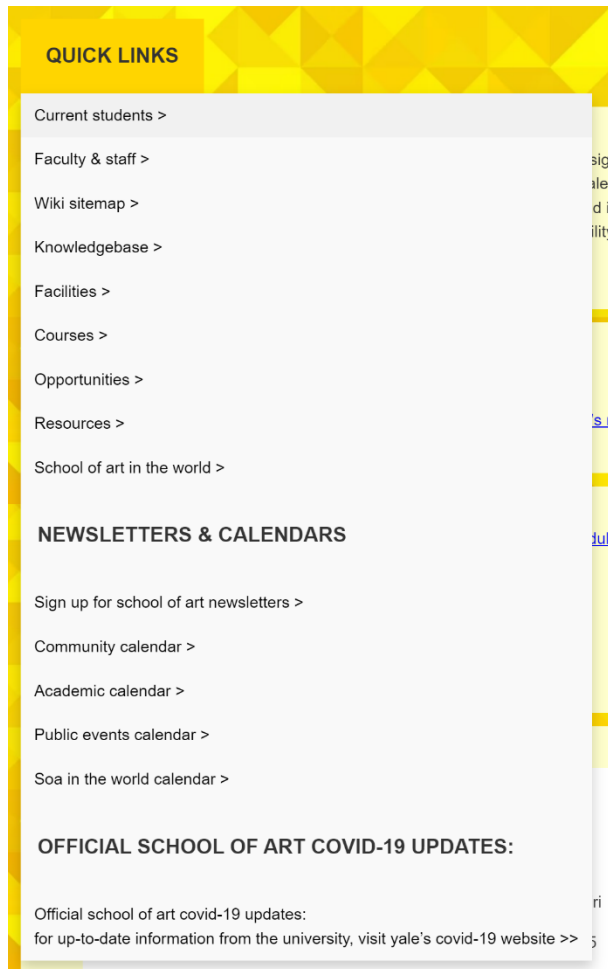 QUICK LINKS
Current students >
Faculty & staff >
Wiki sitemap >
Knowledgebase >
Facilities >
Courses >
Opportunities >
Resources >
School of art in the world >
NEWSLETTERS & CALENDARS
Sign up for school of art newsletters >
Community calendar >
Academic calendar >
Public events calendar >
Soa in the world calendar >
OFFICIAL SCHOOL OF ART COVID-19 UPDATES:
Official school of art covid-19 updates:
for up-to-date information from the university, visit yale's covid-19 website >>